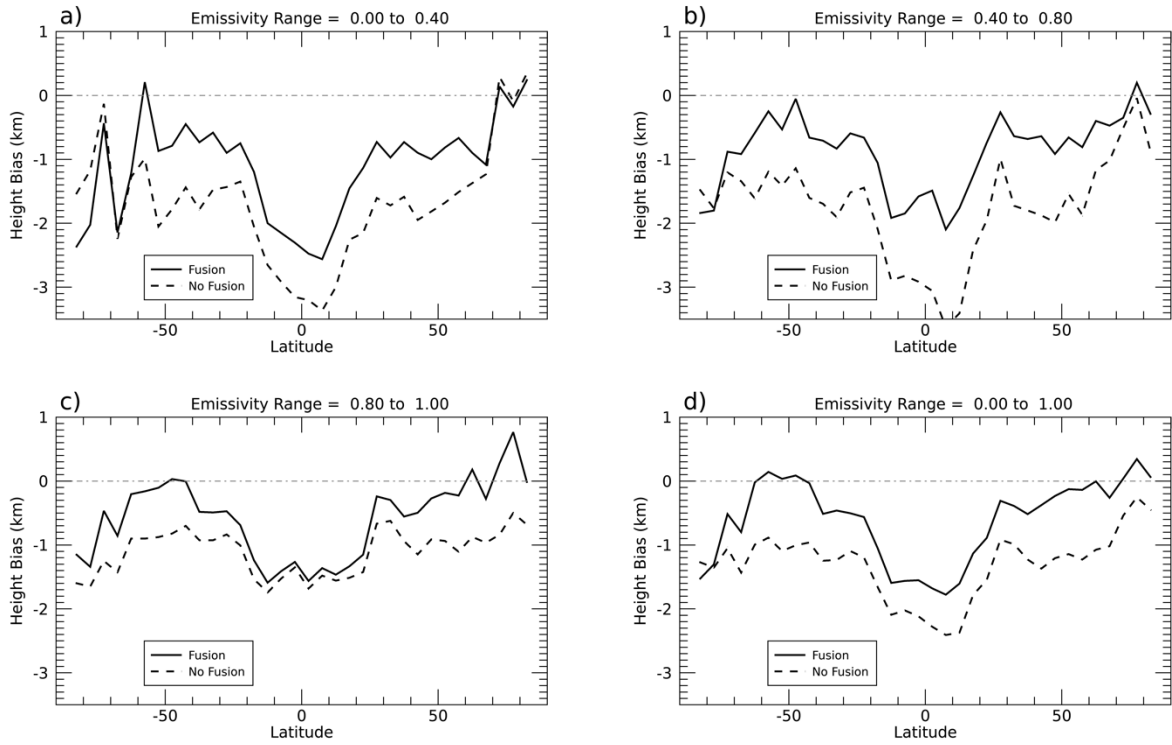 a) Emissivity Range = 0.00 to 0.40
1
0
-1
-2
-3
Height Bias (km)
Fusion
No Fusion
-50 0 50
Latitude
b) Emissivity Range = 0.40 to 0.80
1
0
-1
-2
-3
Height Bias (km)
Fusion
No Fusion
-50 0 50
Latitude
c) Emissivity Range = 0.80 to 1.00
1
0
-1
-2
-3
Height Bias (km)
Fusion
No Fusion
-50 0 50
Latitude
d) Emissivity Range = 0.00 to 1.00
1
0
-1
-2
-3
Height Bias (km)
Fusion
No Fusion
-50 0 50
Latitude